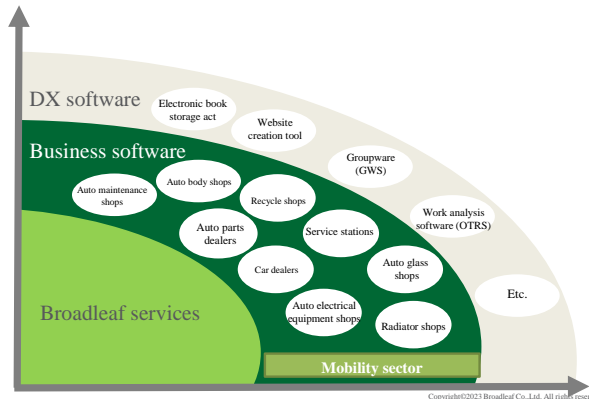 DX software
Electronic book
storage act
Website
creation tool
Groupware
(GWS)
Work analysis
software (OTRS)
Etc.
Business software
Auto maintenance
shops
Auto body shops
Recycle shops
Auto parts
dealers
Service stations
Car dealers
Auto glass
shops
Auto electrical
equipment shops
Radiator shops
Broadleaf services
Mobility sector
Copyright©2023 Broadleaf Co.,Ltd. All rights reser